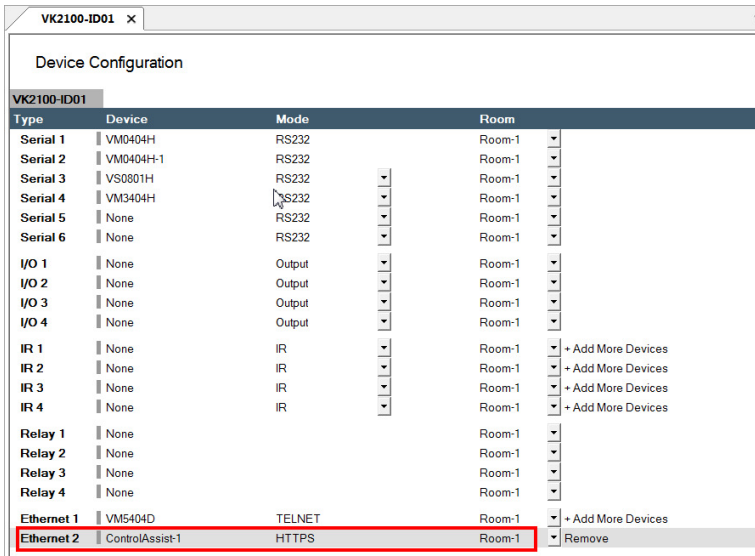 VK2100-ID01 X
Device Configuration
VK2100-ID01
Type Device Mode Room
Serial 1 VM0404H RS232 Room-1
Serial 2 VM0404H-1 RS232 Room-1
Serial 3 VS0801H RS232 Room-1
Serial 4 VM3404H RS232 Room-1
Serial 5 None RS232 Room-1
Serial 6 None RS232 Room-1
I/O 1 None Output Room-1
I/O 2 None Output Room-1
I/O 3 None Output Room-1
I/O 4 None Output Room-1
IR 1 None IR Room-1 + Add More Devices
IR 2 None IR Room-1 + Add More Devices
IR 3 None IR Room-1 + Add More Devices
IR 4 None IR Room-1 + Add More Devices
Relay 1 None Room-1
Relay 2 None Room-1
Relay 3 None Room-1
Relay 4 None Room-1
Ethernet 1 VM5404D TELNET Room-1 + Add More Devices
Ethernet 2 ControlAssist-1 HTTPS Room-1 Remove